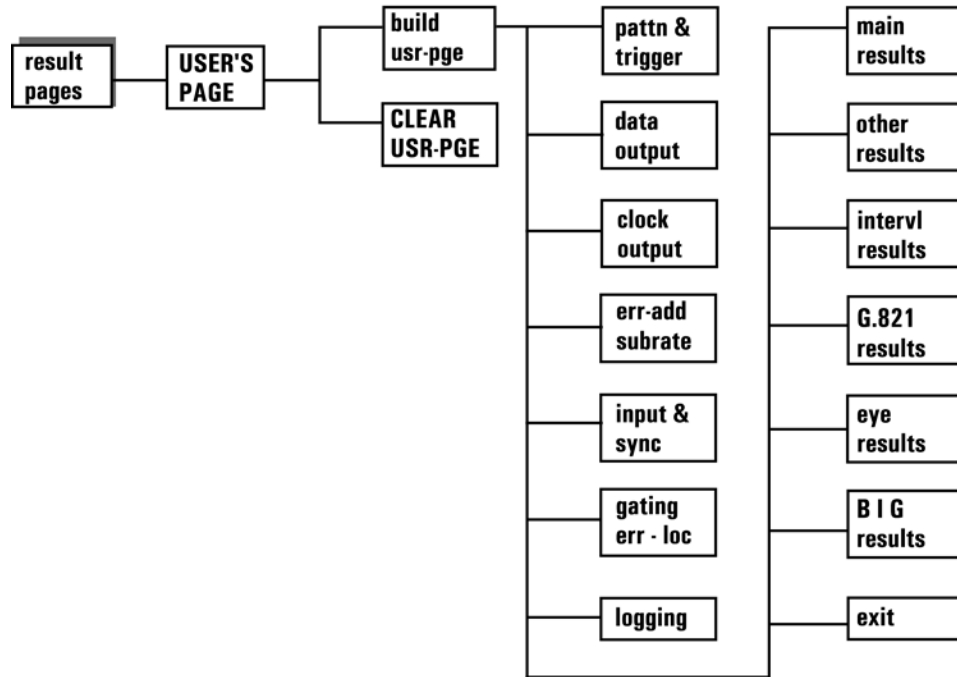 result
pages
USER'S
PAGE
build
usr-pge
CLEAR
USR-PGE
pattn &
trigger
data
output
clock
output
err-add
subrate
input &
sync
gating
err - loc
logging
main
results
other
results
intervl
results
G.821
results
eye
results
B I G
results
exit